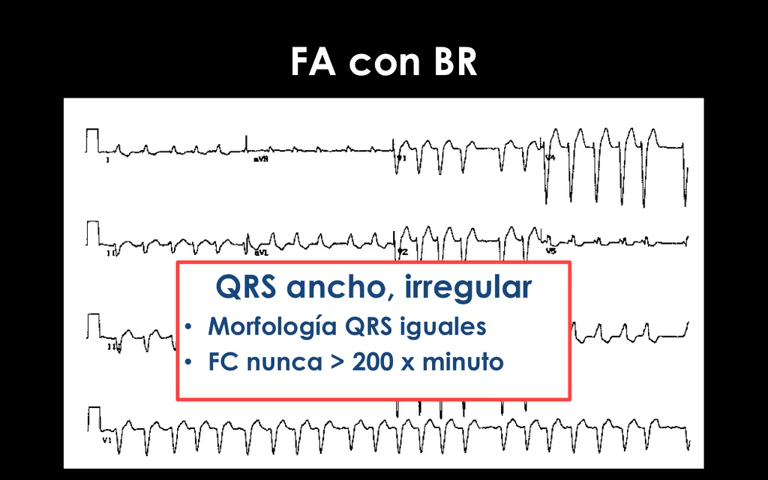 FA con BR
I
aVR
V1
V4
II
aVL
V2
V5
QRS ancho, irregular
• Morfología QRS iguales
• FC nunca > 200 x minuto
III
V1